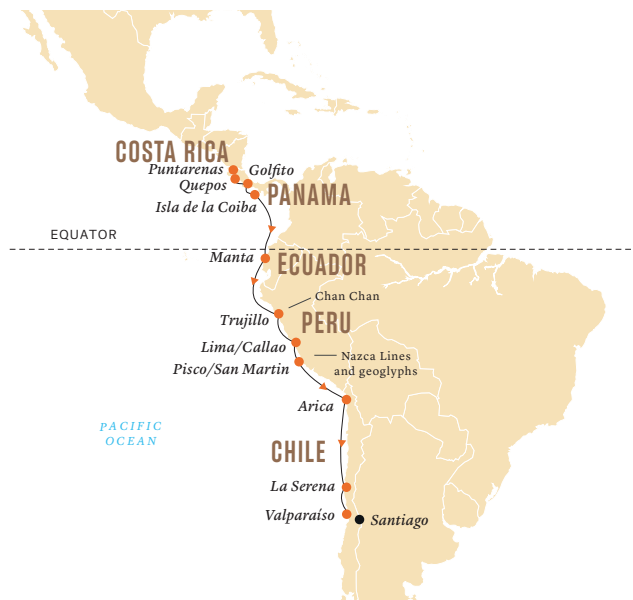 COSTA RICA
Puntarenas
Golfito
Quepos
PANAMA
Isla de la Coiba
EQUATOR
Manta
ECUADOR
Chan Chan
Trujillo
PERU
Lima/Callao
Nazca Lines
and geoglyphs
Pisco/San Martin
Arica
PACIFIC
OCEAN
CHILE
La Serena
Valparaíso
Santiago